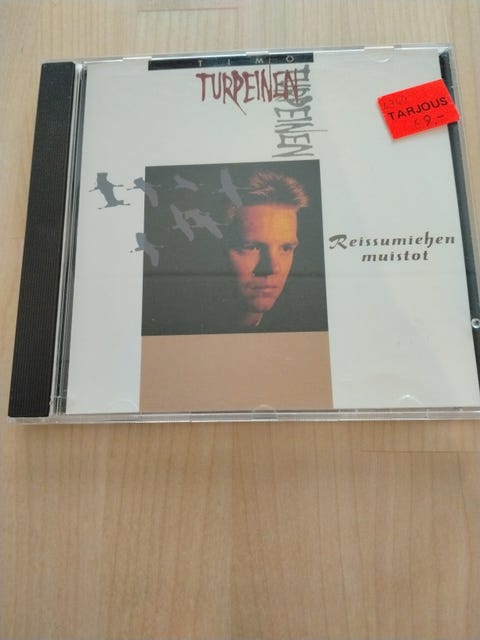 TIMO
TURPEINEN
TURPEINEN
TARJOUS
69,-
Reissumiehen
muistot